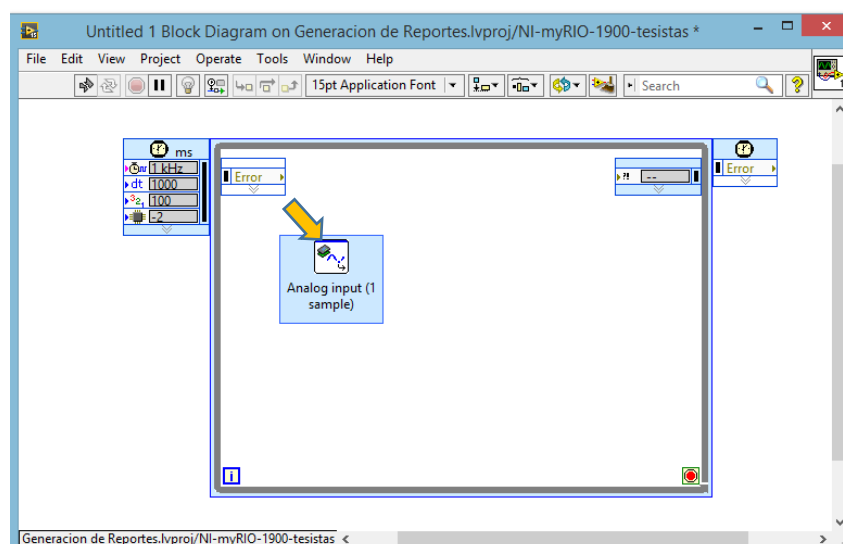 Untitled 1 Block Diagram on Generacion de Reportes.lvproj/NI-myRIO-1900-tesistas *
File Edit View Project Operate Tools Window Help
15pt Application Font Search
ms
1 kHz
dt 1000
100
-2
Error
--
Error
Analog input (1
sample)
i
Generacion de Reportes.lvproj/NI-myRIO-1900-tesistas